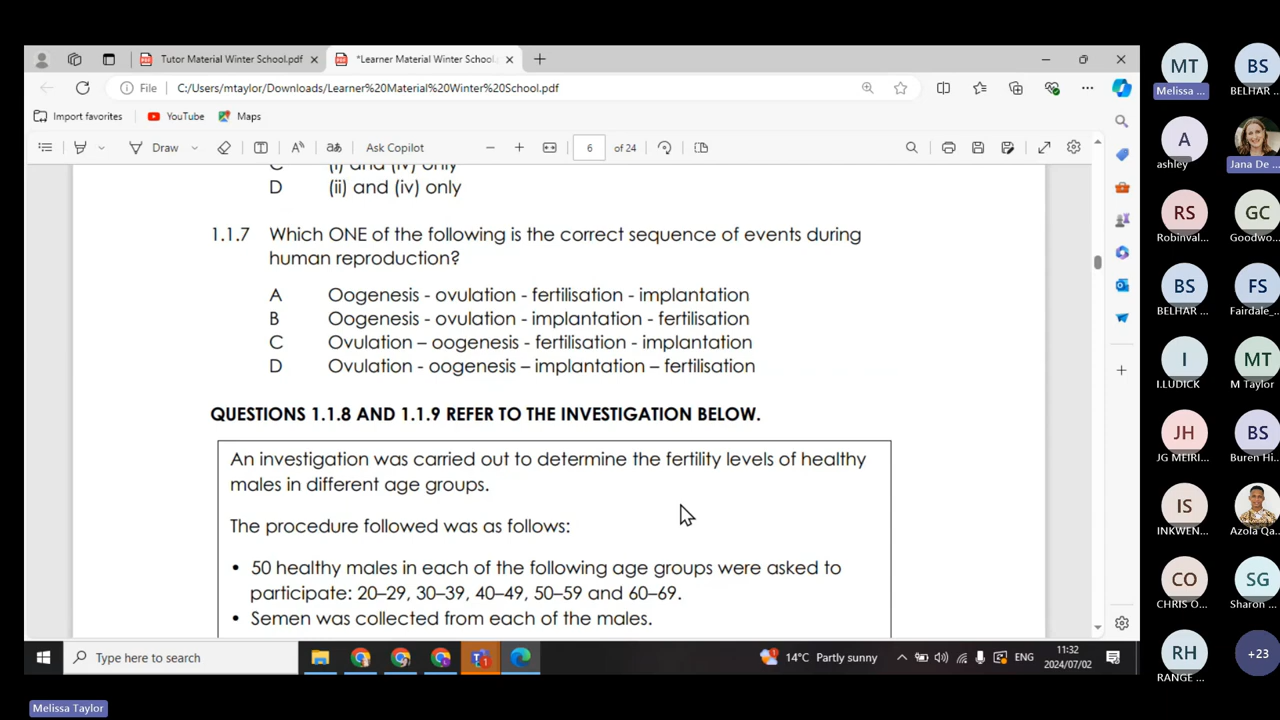 Tutor Material Winter School.pdf
*Learner Material Winter School.
File C:/Users/mtaylor/Downloads/Learner%20Material%20Winter%20School.pdf
Import favorites YouTube Maps
Draw Ask Copilot 6 of 24
C (i) and (iv) only
D (ii) and (iv) only
1.1.7 Which ONE of the following is the correct sequence of events during
human reproduction?
A Oogenesis - ovulation - fertilisation - implantation
B Oogenesis - ovulation - implantation - fertilisation
C Ovulation – oogenesis - fertilisation - implantation
D Ovulation - oogenesis – implantation – fertilisation
QUESTIONS 1.1.8 AND 1.1.9 REFER TO THE INVESTIGATION BELOW.
An investigation was carried out to determine the fertility levels of healthy
males in different age groups.
The procedure followed was as follows:
• 50 healthy males in each of the following age groups were asked to
participate: 20–29, 30–39, 40–49, 50–59 and 60–69.
• Semen was collected from each of the males.
Type here to search
14°C Partly sunny
ENG
11:32
2024/07/02
Melissa Taylor
MT BS
Melissa ... BELHAR ...
A
ashley Jana De ...
RS GC
Robinval... Goodwo...
BS FS
BELHAR ... Fairdale_...
I MT
I.LUDICK M Taylor
JH BS
JG MEIRI... Buren Hi...
IS
INKWEN... Azola Qa...
CO SG
CHRIS O... Sharon ...
RH +23
RANGE ...